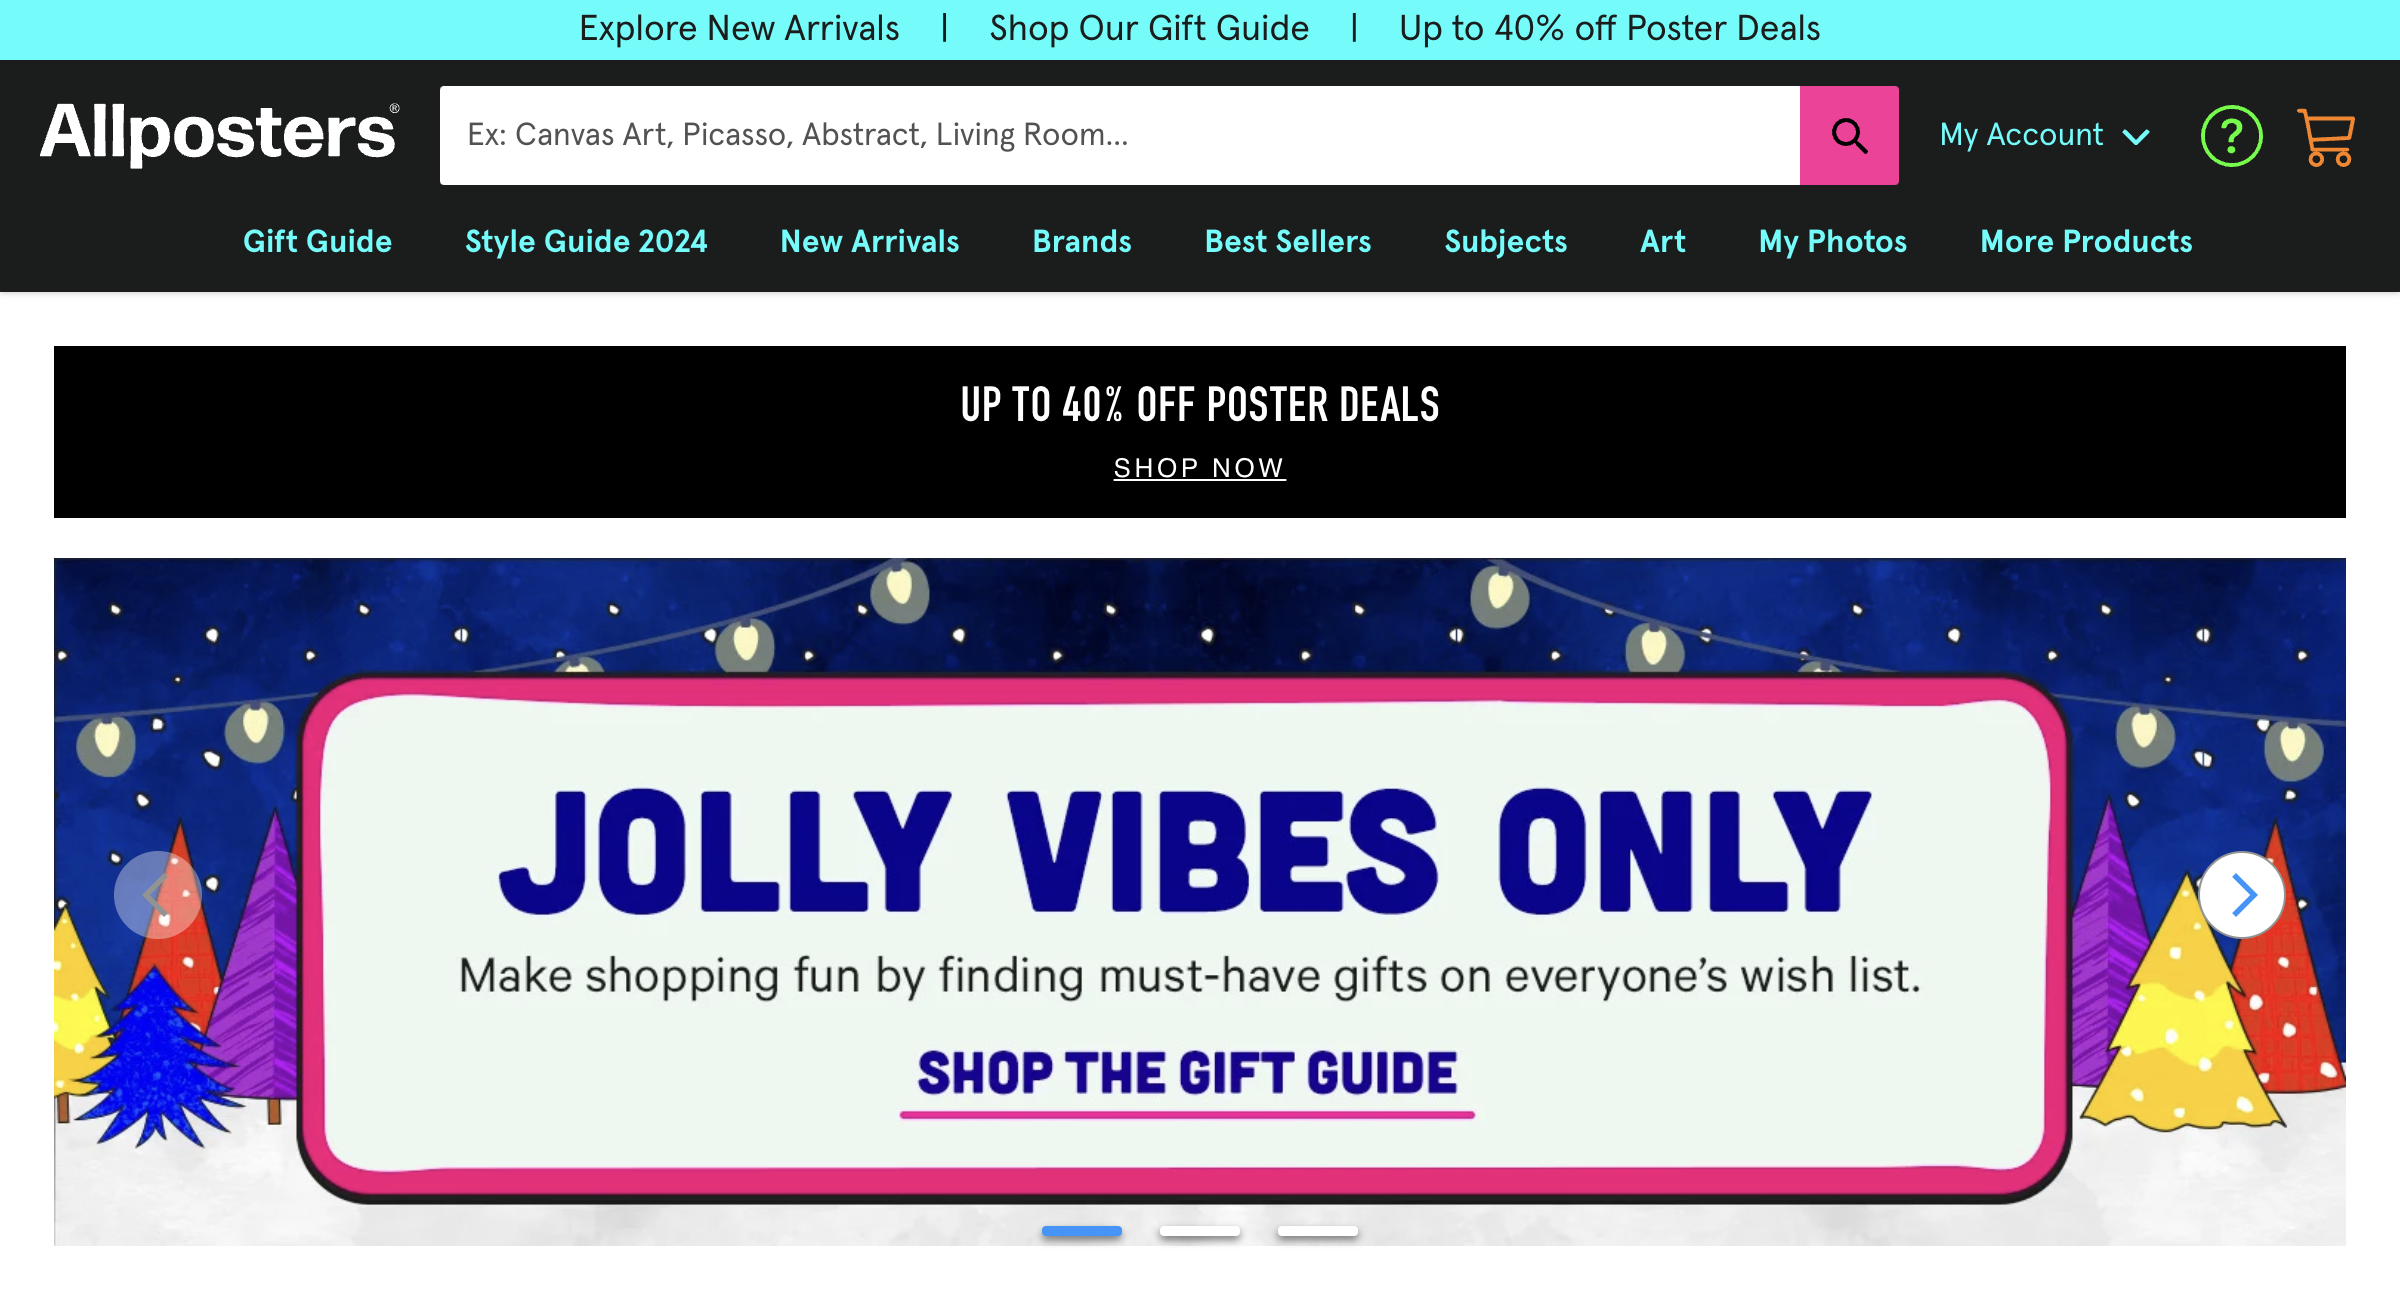 Explore New Arrivals | Shop Our Gift Guide | Up to 40% off Poster Deals
Allposters®
Ex: Canvas Art, Picasso, Abstract, Living Room...
My Account
?
Gift Guide Style Guide 2024 New Arrivals Brands Best Sellers Subjects Art My Photos More Products
UP TO 40% OFF POSTER DEALS
SHOP NOW
JOLLY VIBES ONLY
Make shopping fun by finding must-have gifts on everyone’s wish list.
SHOP THE GIFT GUIDE